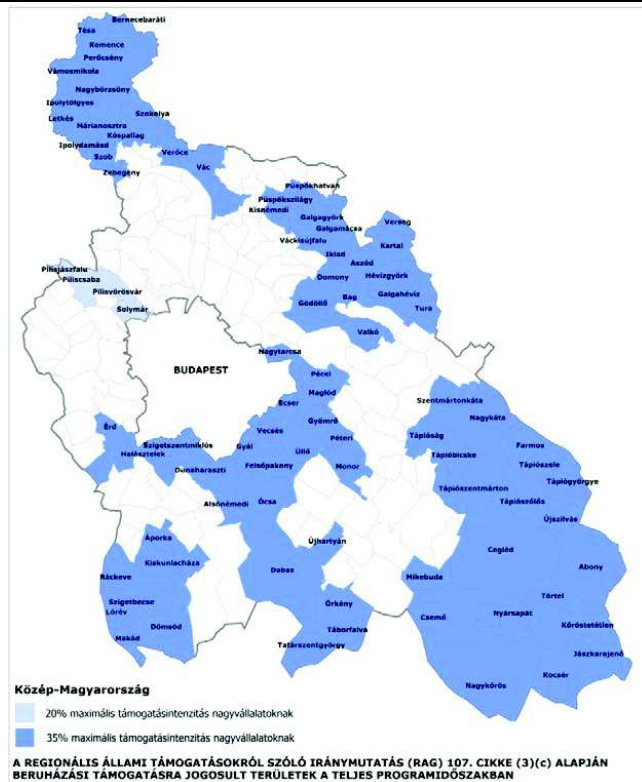 Bernecebaráti
Tésa
Kemence
Perőcsény
Vámosmikola
Nagybörzsöny
Ipolytölgyes
Szokolya
Letkés
Márianosztra
Kóspallag
Ipolydamásd
Szob
Verőce
Vác
Zebegény
Püspökhatvan
Püspökszilágy
Kisnémedi
Galgagyörk
Verseg
Galgamácsa
Kartal
Váckisújfalu
Iklad
Aszód
Domony
Hévízgyörk
Pilisjászfalu
Piliscsaba
Pilisvörösvár
Solymár
Gödöllő
Bag
Galgahévíz
Tura
Valkó
Nagytarcsa
BUDAPEST
Pécel
Maglód
Ecser
Szentmártonkáta
Nagykáta
Gyömrő
Érd
Vecsés
Péteri
Tápióság
Szigetszentmiklós
Gyál
Üllő
Farmos
Halásztelek
Tápióbicske
Tápiószele
Dunaharaszti
Felsőpakony
Monor
Tápiógyörgye
Tápiószentmárton
Tápiószőlős
Alsónémedi
Ócsa
Újszilvás
Áporka
Újhartyán
Cegléd
Kiskunlacháza
Abony
Ráckeve
Dabas
Mikebuda
Szigetbecse
Lórév
Örkény
Törtel
Csemő
Nyársapát
Kőröstetétlen
Dömsöd
Táborfalva
Makád
Tatárszentgyörgy
Jászkarajenő
Kocsér
Nagykőrös
Közép-Magyarország
20% maximális támogatásintenzitás nagyvállalatoknak
35% maximális támogatásintenzitás nagyvállalatoknak
A REGIONÁLIS ÁLLAMI TÁMOGATÁSOKRÓL SZÓLÓ IRÁNYMUTATÁS (RAG) 107. CIKKE (3)(c) ALAPJÁN
BERUHÁZÁSI TÁMOGATÁSRA JOGOSULT TERÜLETEK A TELJES PROGRAMIDŐSZAKBAN